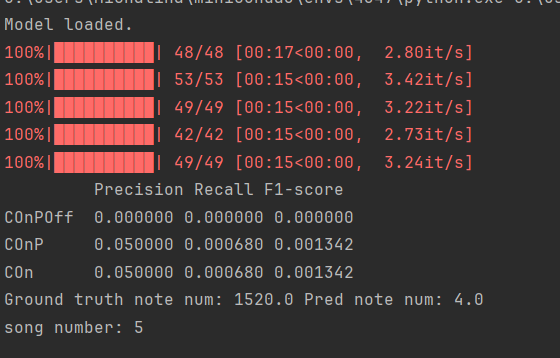 Model loaded.
100%|██████████| 48/48 [00:17<00:00,  2.80it/s]
100%|██████████| 53/53 [00:15<00:00,  3.42it/s]
100%|██████████| 49/49 [00:15<00:00,  3.22it/s]
100%|██████████| 42/42 [00:15<00:00,  2.73it/s]
100%|██████████| 49/49 [00:15<00:00,  3.24it/s]
         Precision Recall F1-score
COnPOff  0.000000 0.000000 0.000000
COnP     0.050000 0.000680 0.001342
COn      0.050000 0.000680 0.001342
Ground truth note num: 1520.0 Pred note num: 4.0
song number: 5